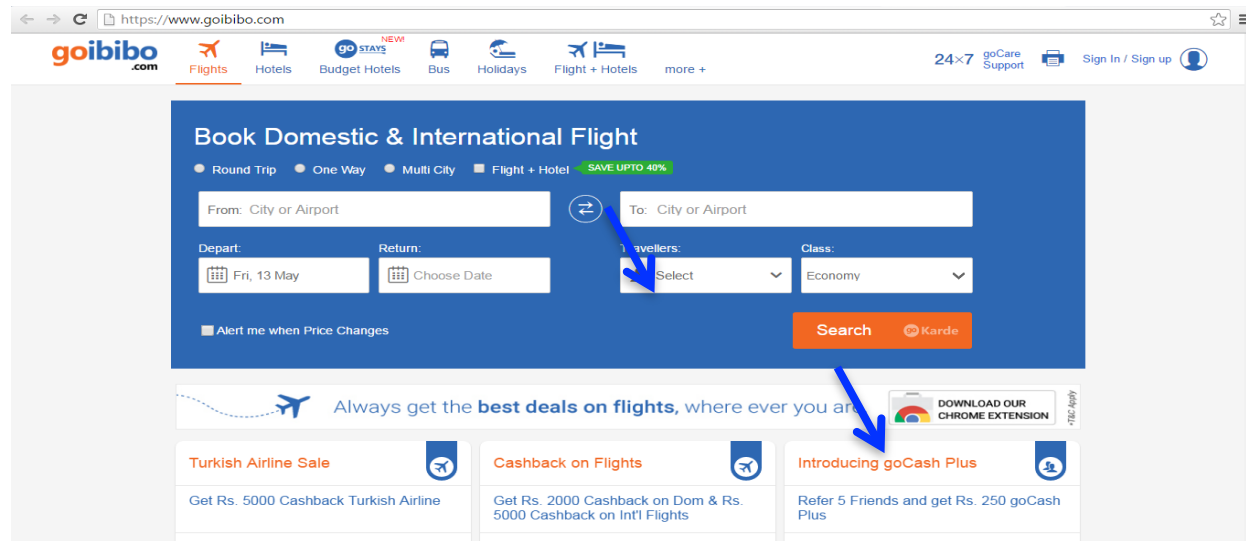 https://www.goibibo.com
goibibo
.com
Flights
Hotels
go STAYS
NEW!
Budget Hotels
Bus
Holidays
Flight + Hotels
more +
24×7 goCare
Support
Sign In / Sign up
Book Domestic & International Flight
Round Trip One Way Multi City Flight + Hotel SAVE UPTO 40%
From: City or Airport
To: City or Airport
Depart: Return: Travellers: Class:
Fri, 13 May Choose Date Select Economy
Alert me when Price Changes
Search go Karde
Always get the best deals on flights, where ever you are
DOWNLOAD OUR
CHROME EXTENSION
*T&C Apply
Turkish Airline Sale
Get Rs. 5000 Cashback Turkish Airline
Cashback on Flights
Get Rs. 2000 Cashback on Dom & Rs.
5000 Cashback on Int'l Flights
Introducing goCash Plus
Refer 5 Friends and get Rs. 250 goCash
Plus